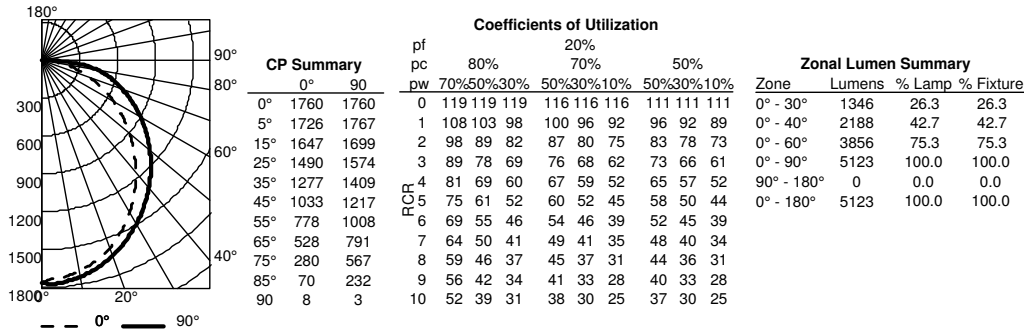 180°
90°
80°
60°
40°
20°
0°
300
600
900
1200
1500
1800
0° 90°
CP Summary
0° 90
0° 1760 1760
5° 1726 1767
15° 1647 1699
25° 1490 1574
35° 1277 1409
45° 1033 1217
55° 778 1008
65° 528 791
75° 280 567
85° 70 232
90 8 3
Coefficients of Utilization
pf 20%
pc 80% 70% 50%
pw 70%50%30% 50%30%10% 50%30%10%
RCR
0 119 119 119 116 116 116 111 111 111
1 108 103 98 100 96 92 96 92 89
2 98 89 82 87 80 75 83 78 73
3 89 78 69 76 68 62 73 66 61
4 81 69 60 67 59 52 65 57 52
5 75 61 52 60 52 45 58 50 44
6 69 55 46 54 46 39 52 45 39
7 64 50 41 49 41 35 48 40 34
8 59 46 37 45 37 31 44 36 31
9 56 42 34 41 33 28 40 33 28
10 52 39 31 38 30 25 37 30 25
Zonal Lumen Summary
Zone Lumens % Lamp % Fixture
0° - 30° 1346 26.3 26.3
0° - 40° 2188 42.7 42.7
0° - 60° 3856 75.3 75.3
0° - 90° 5123 100.0 100.0
90° - 180° 0 0.0 0.0
0° - 180° 5123 100.0 100.0